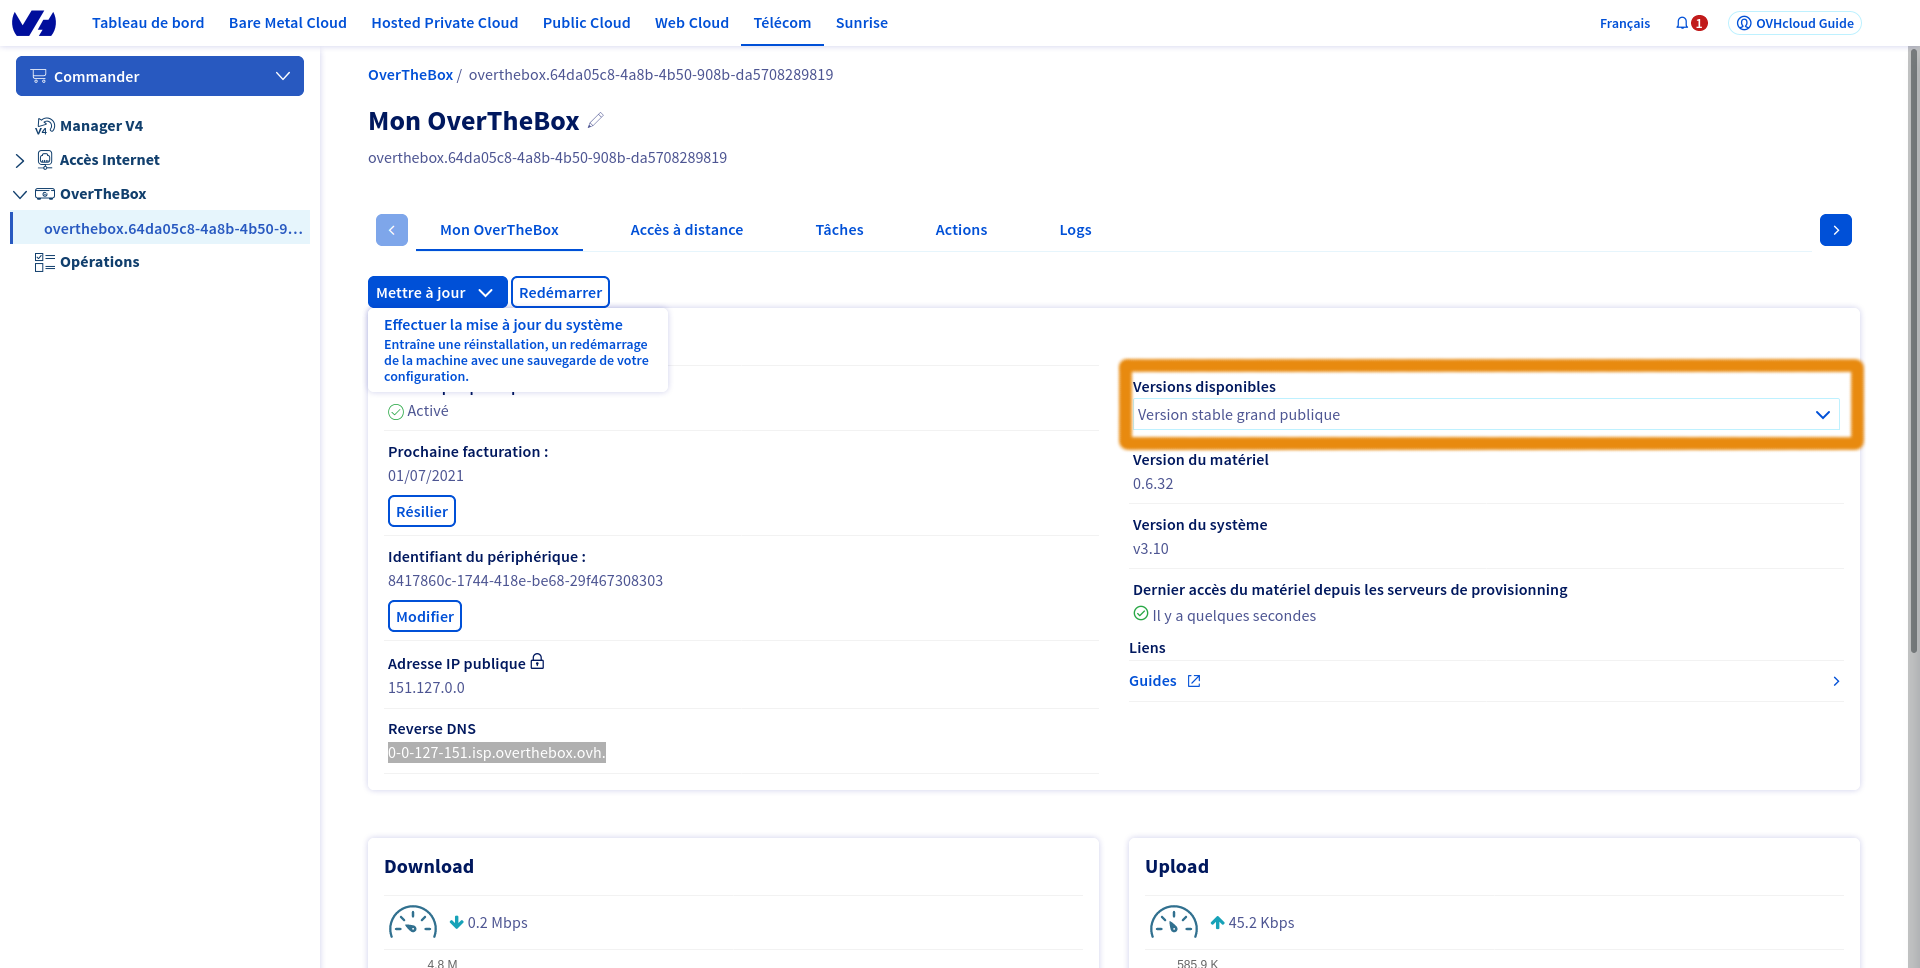 Tableau de bord
Bare Metal Cloud
Hosted Private Cloud
Public Cloud
Web Cloud
Télécom
Sunrise
Français
1
OVHcloud Guide
Commander
Manager V4
Accès Internet
OverTheBox
overthebox.64da05c8-4a8b-4b50-9...
Opérations
OverTheBox / overthebox.64da05c8-4a8b-4b50-908b-da5708289819
Mon OverTheBox
overthebox.64da05c8-4a8b-4b50-908b-da5708289819
Mon OverTheBox
Accès à distance
Tâches
Actions
Logs
Mettre à jour
Redémarrer
Effectuer la mise à jour du système
Entraîne une réinstallation, un redémarrage
de la machine avec une sauvegarde de votre
configuration.
Activé
Prochaine facturation :
01/07/2021
Résilier
Identifiant du périphérique :
8417860c-1744-418e-be68-29f467308303
Modifier
Adresse IP publique
151.127.0.0
Reverse DNS
0-0-127-151.isp.overthebox.ovh.
Versions disponibles
Version stable grand publique
Version du matériel
0.6.32
Version du système
v3.10
Dernier accès du matériel depuis les serveurs de provisionning
Il y a quelques secondes
Liens
Guides
Download
0.2 Mbps
4.8 M
Upload
45.2 Kbps
585.9 K